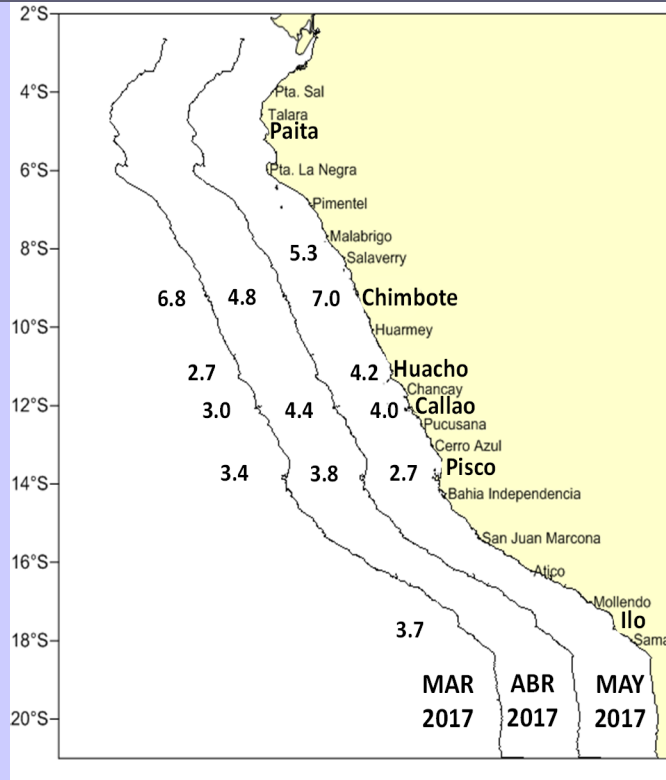 2°S
4°S
Pta. Sal
Talara
Paita
6°S
Pta. La Negra
Pimentel
Malabrigo
8°S
5.3
Salaverry
6.8 4.8 7.0 Chimbote
10°S
Huarmey
2.7 4.2 Huacho
Chancay
12°S
3.0 4.4 4.0 Callao
Pucusana
Cerro Azul
3.4 3.8 2.7 Pisco
14°S
Bahia Independencia
San Juan Marcona
16°S
Atico
Mollendo
3.7 Ilo
18°S
Sama
MAR ABR MAY
2017 2017 2017
20°S